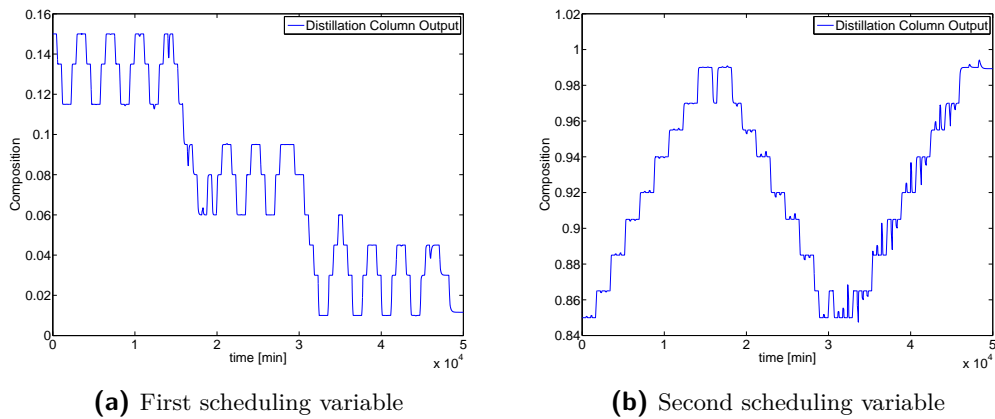 0.16
0.14
0.12
0.1
0.08
0.06
0.04
0.02
0
Composition
Distillation Column Output
0 1 2 3 4 5
x 10^4
time [min]
(a) First scheduling variable
1.02
1
0.98
0.96
0.94
0.92
0.9
0.88
0.86
0.84
Composition
Distillation Column Output
0 1 2 3 4 5
x 10^4
time [min]
(b) Second scheduling variable